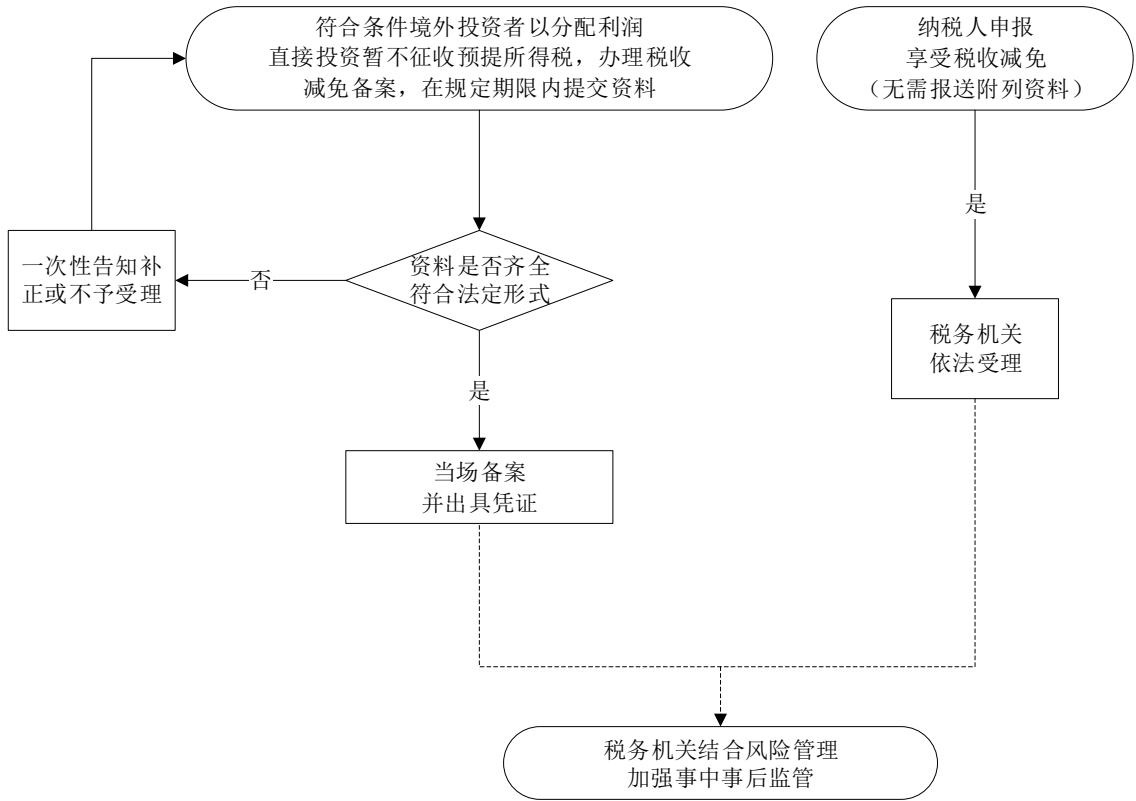 符合条件境外投资者以分配利润
直接投资暂不征收预提所得税，办理税收
减免备案，在规定期限内提交资料
纳税人申报
享受税收减免
（无需报送附列资料）
是
一次性告知补
正或不予受理
否
资料是否齐全
符合法定形式
税务机关
依法受理
是
当场备案
并出具凭证
税务机关结合风险管理
加强事中事后监管